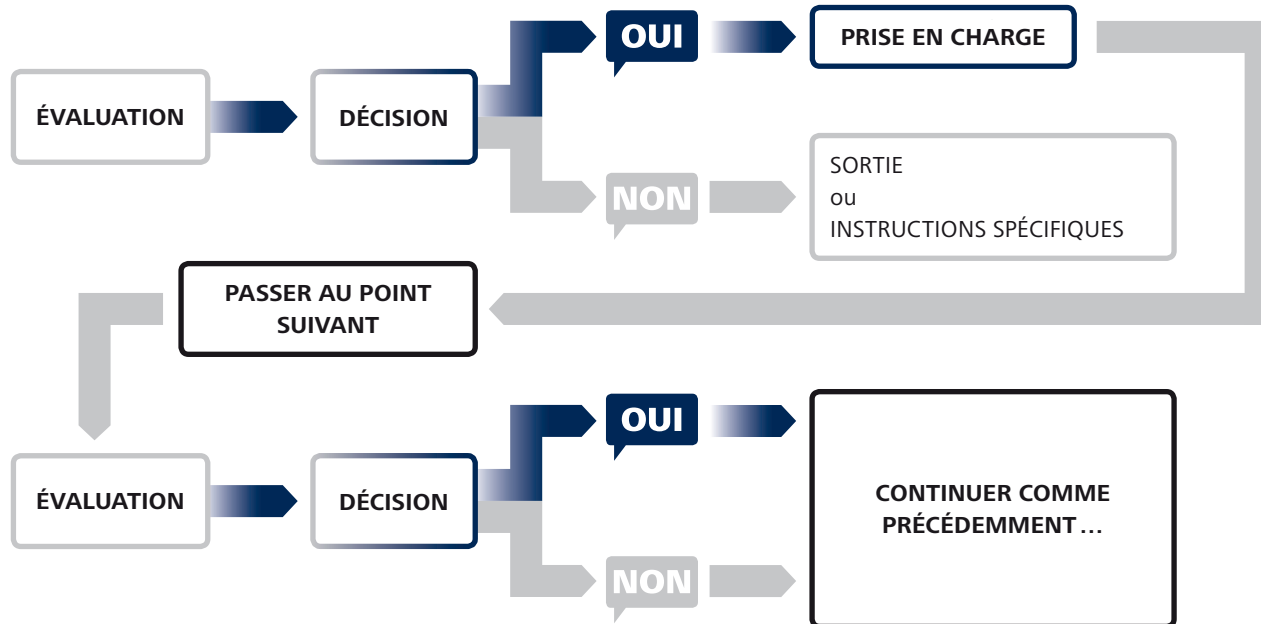 OUI
PRISE EN CHARGE
ÉVALUATION
DÉCISION
NON
SORTIE
ou
INSTRUCTIONS SPÉCIFIQUES
PASSER AU POINT
SUIVANT
OUI
ÉVALUATION
DÉCISION
CONTINUER COMME
PRÉCÉDEMMENT...
NON